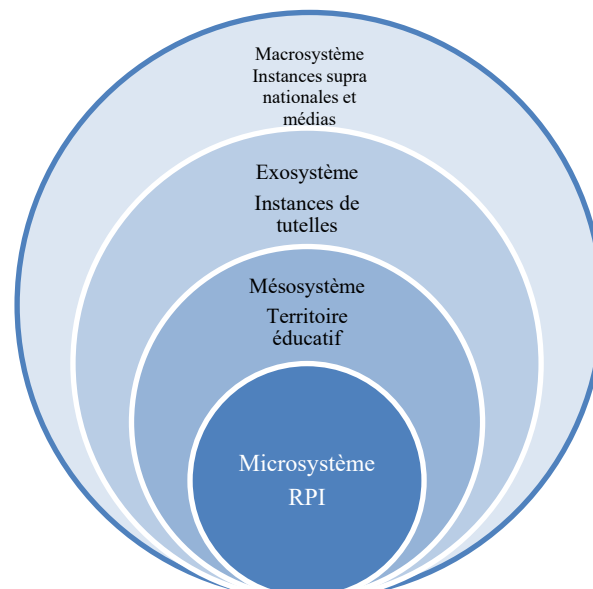 Macrosystème
Instances supra
nationales et
médias
Exosystème
Instances de
tutelles
Mésosystème
Territoire
éducatif
Microsystème
RPI